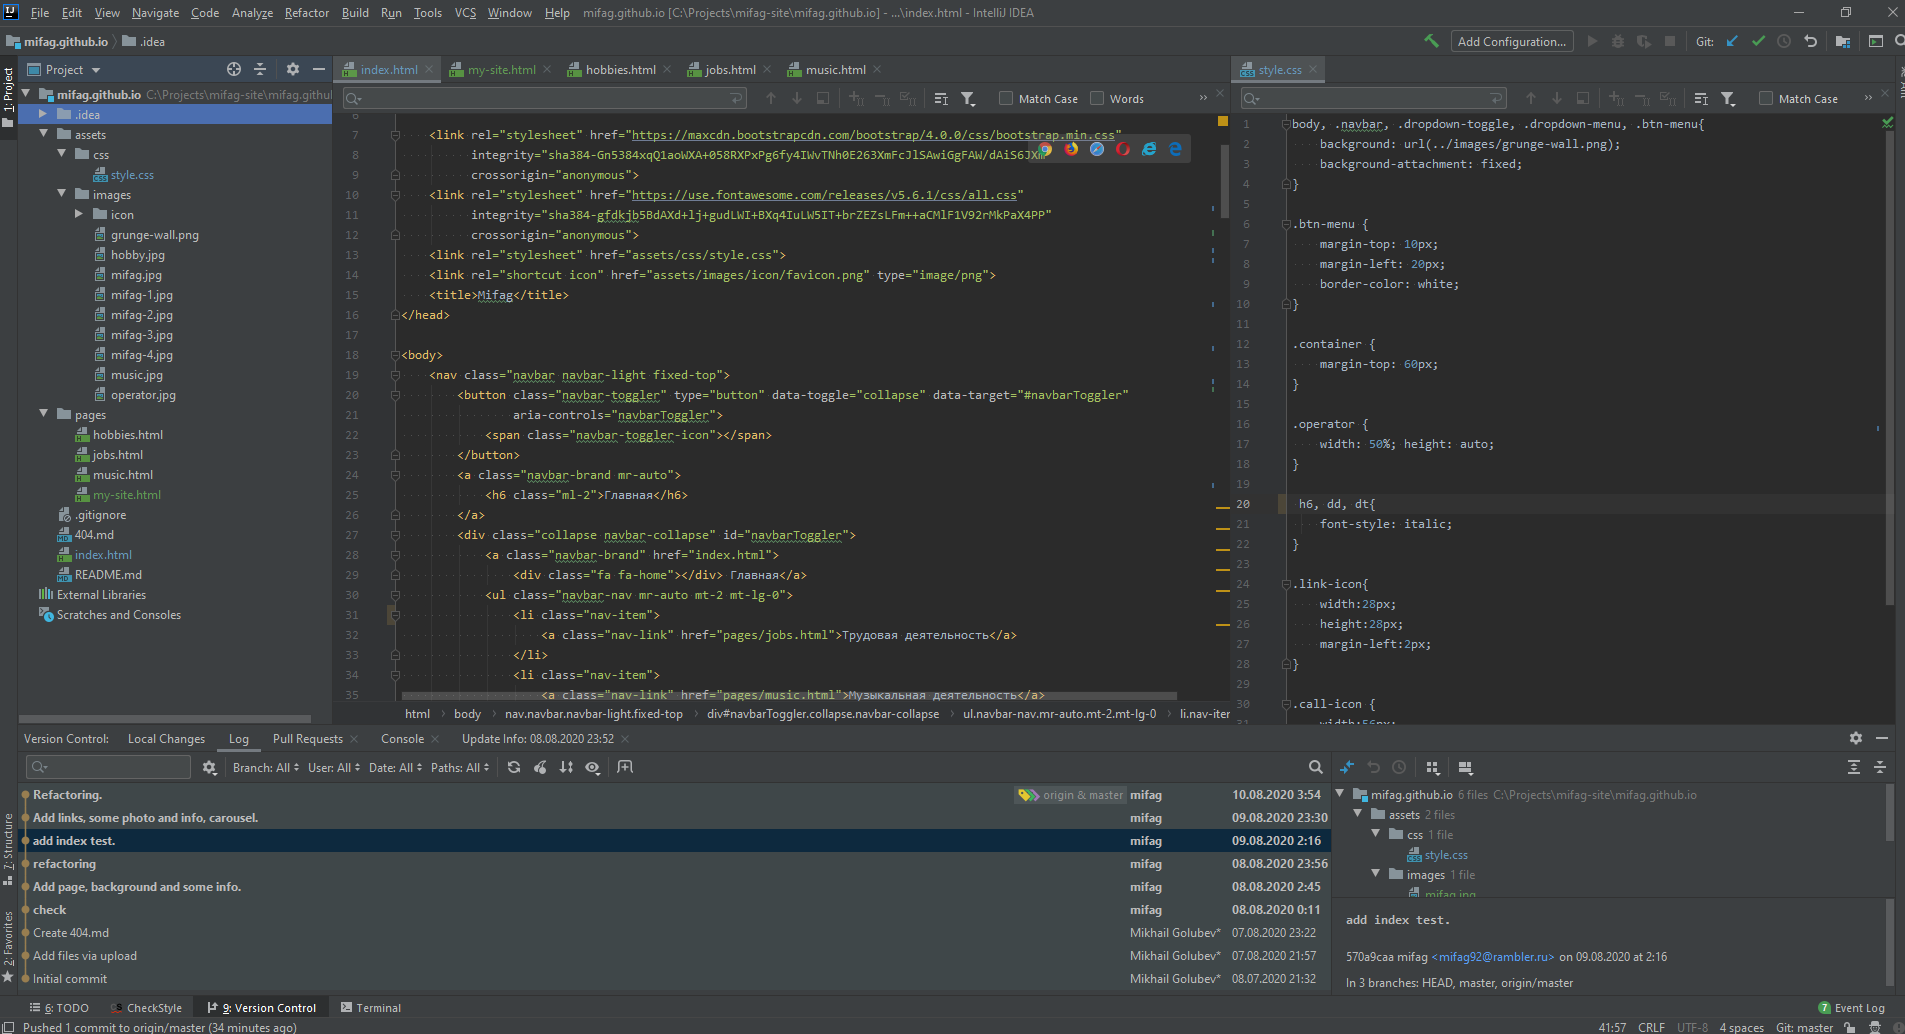 File Edit View Navigate Code Analyze Refactor Build Run Tools VCS Window Help mifag.github.io [C:\Projects\mifag-site\mifag.github.io] - ...\index.html - IntelliJ IDEA
mifag.github.io .idea Add Configuration... Git:
Project
index.html my-site.html hobbies.html jobs.html music.html style.css
1: Project
7: Structure
2: Favorites
mifag.github.io C:\Projects\mifag-site\mifag.githu
.idea
assets
css
style.css
images
icon
grunge-wall.png
hobby.jpg
mifag.jpg
mifag-1.jpg
mifag-2.jpg
mifag-3.jpg
mifag-4.jpg
music.jpg
operator.jpg
pages
hobbies.html
jobs.html
music.html
my-site.html
.gitignore
404.md
index.html
README.md
External Libraries
Scratches and Consoles
Match Case Words »
6
7 <link rel="stylesheet" href="https://maxcdn.bootstrapcdn.com/bootstrap/4.0.0/css/bootstrap.min.css"
8 integrity="sha384-Gn5384xqQ1aoWXA+058RXPxPg6fy4IWvTNh0E263XmFcJlSAwiGgFAW/dAiS6JXm
9 crossorigin="anonymous">
10 <link rel="stylesheet" href="https://use.fontawesome.com/releases/v5.6.1/css/all.css"
11 integrity="sha384-gfdkjb5BdAXd+lj+gudLWI+BXq4IuLW5IT+brZEZsLFm++aCMlF1V92rMkPaX4PP"
12 crossorigin="anonymous">
13 <link rel="stylesheet" href="assets/css/style.css">
14 <link rel="shortcut icon" href="assets/images/icon/favicon.png" type="image/png">
15 <title>Mifag</title>
16 </head>
17
18 <body>
19 <nav class="navbar navbar-light fixed-top">
20 <button class="navbar-toggler" type="button" data-toggle="collapse" data-target="#navbarToggler"
21 aria-controls="navbarToggler">
22 <span class="navbar-toggler-icon"></span>
23 </button>
24 <a class="navbar-brand mr-auto">
25 <h6 class="ml-2">Главная</h6>
26 </a>
27 <div class="collapse navbar-collapse" id="navbarToggler">
28 <a class="navbar-brand" href="index.html">
29 <div class="fa fa-home"></div> Главная</a>
30 <ul class="navbar-nav mr-auto mt-2 mt-lg-0">
31 <li class="nav-item">
32 <a class="nav-link" href="pages/jobs.html">Трудовая деятельность</a>
33 </li>
34 <li class="nav-item">
35 <a class="nav-link" href="pages/music.html">Музыкальная деятельность</a>
html body nav.navbar.navbar-light.fixed-top div#navbarToggler.collapse.navbar-collapse ul.navbar-nav.mr-auto.mt-2.mt-lg-0 li.nav-iter
Match Case »
1 body, .navbar, .dropdown-toggle, .dropdown-menu, .btn-menu{
2 background: url(../images/grunge-wall.png);
3 background-attachment: fixed;
4 }
5
6 .btn-menu {
7 margin-top: 10px;
8 margin-left: 20px;
9 border-color: white;
10 }
11
12 .container {
13 margin-top: 60px;
14 }
15
16 .operator {
17 width: 50%; height: auto;
18 }
19
20 h6, dd, dt{
21 font-style: italic;
22 }
23
24 .link-icon{
25 width:28px;
26 height:28px;
27 margin-left:2px;
28 }
29
30 .call-icon {
31 width:56px;
Version Control: Local Changes Log Pull Requests Console Update Info: 08.08.2020 23:52
Branch: All User: All Date: All Paths: All
Refactoring. origin & master mifag 10.08.2020 3:54
Add links, some photo and info, carousel. mifag 09.08.2020 23:30
add index test. mifag 09.08.2020 2:16
refactoring mifag 08.08.2020 23:56
Add page, background and some info. mifag 08.08.2020 2:45
check mifag 08.08.2020 0:11
Create 404.md Mikhail Golubev* 07.08.2020 23:22
Add files via upload Mikhail Golubev* 07.08.2020 21:57
Initial commit Mikhail Golubev* 08.07.2020 21:32
mifag.github.io 6 files C:\Projects\mifag-site\mifag.github.io
assets 2 files
css 1 file
style.css
images 1 file
mifag.jpg
add index test.
570a9caa mifag <mifag92@rambler.ru> on 09.08.2020 at 2:16
In 3 branches: HEAD, master, origin/master
6: TODO CheckStyle 9: Version Control Terminal 7 Event Log
Pushed 1 commit to origin/master (34 minutes ago) 41:57 CRLF UTF-8 4 spaces Git: master